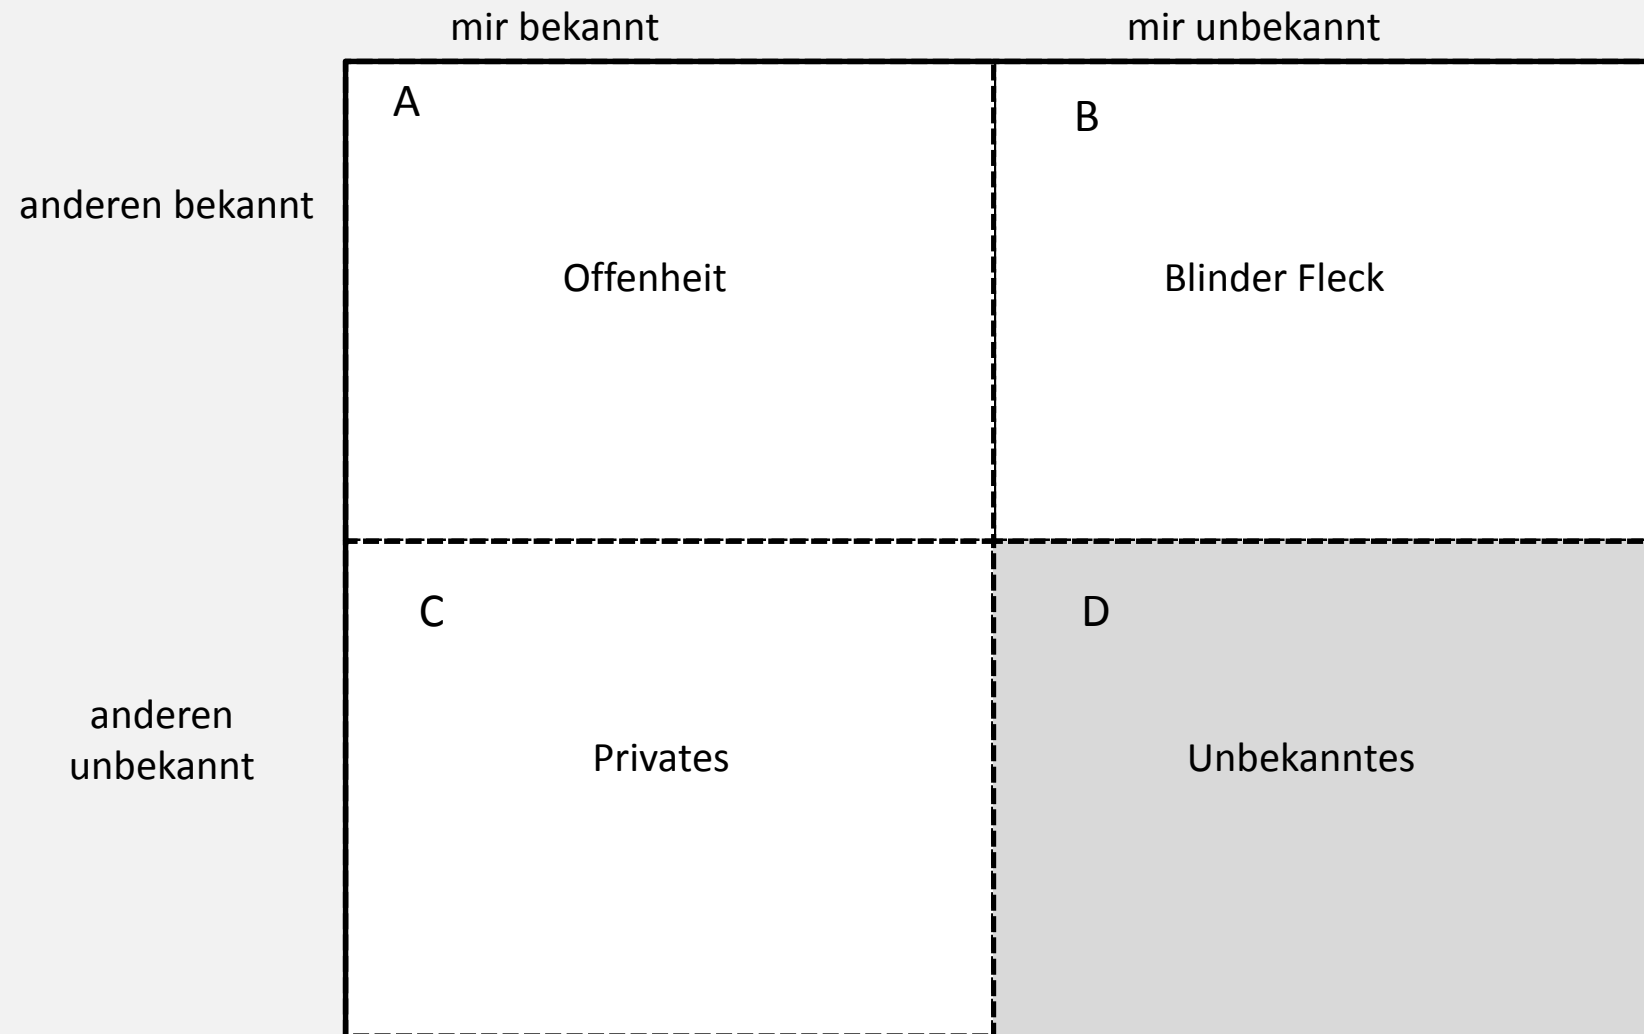 mir bekannt
mir unbekannt
A
B
anderen bekannt
Offenheit
Blinder Fleck
C
D
anderen
unbekannt
Privates
Unbekanntes